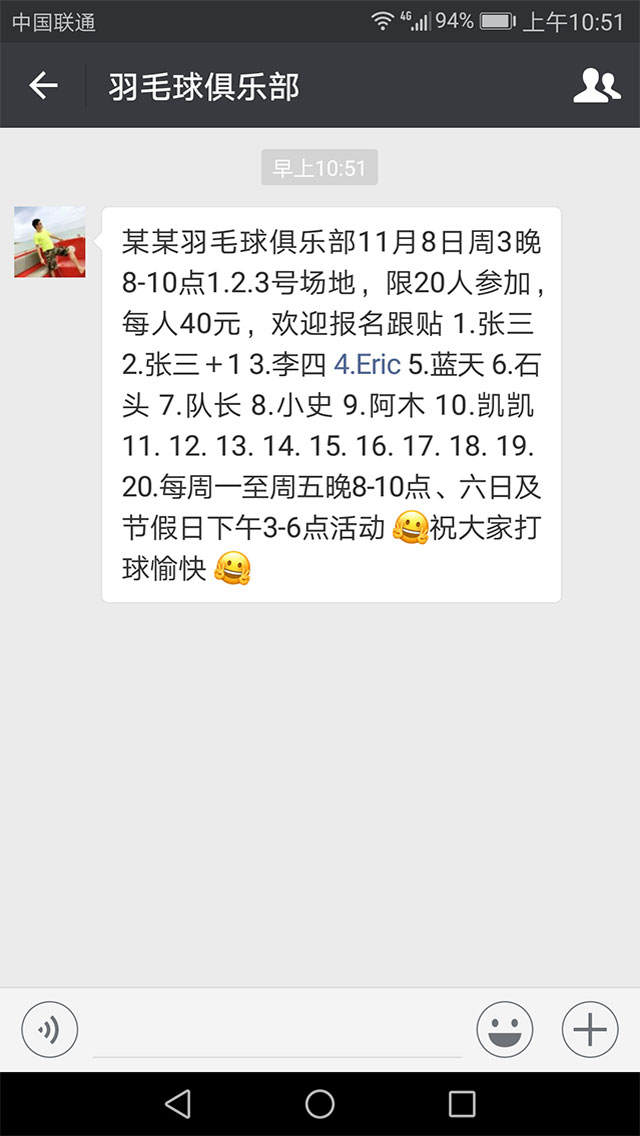 中国联通 4G 94% 上午10:51
羽毛球俱乐部
早上10:51
某某羽毛球俱乐部11月8日周3晚
8-10点1.2.3号场地，限20人参加，
每人40元，欢迎报名跟贴 1.张三
2.张三＋1 3.李四 4.Eric 5.蓝天 6.石
头 7.队长 8.小史 9.阿木 10.凯凯
11. 12. 13. 14. 15. 16. 17. 18. 19.
20.每周一至周五晚8-10点、六日及
节假日下午3-6点活动 🤗祝大家打
球愉快 🤗